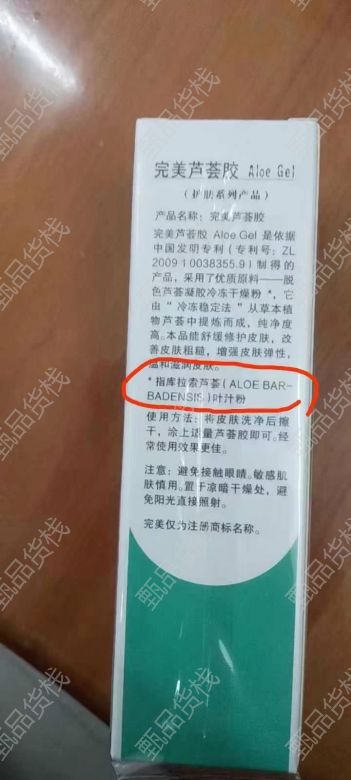 完美芦荟胶 Aloe Gel
(护肤系列产品)
产品名称：完美芦荟胶
完美芦荟胶 Aloe Gel 是依据
中国发明专利(专利号：ZL
2009 1 0038355.9)制得的
产品，采用了优质原料——脱
色芦荟凝胶冷冻干燥粉 *，它
由“冷冻稳定法”从草本植
物芦荟中提炼而成，纯净度
高。本品能舒缓修护皮肤，改
善皮肤粗糙，增强皮肤弹性，
温和滋润皮肤。
*指库拉索芦荟(ALOE BAR-
BADENSIS)叶汁粉
使用方法：将皮肤洗净后擦
干，涂上适量芦荟胶即可。经
常使用效果更佳。
注意：避免接触眼睛。敏感肌
肤慎用。置于凉暗干燥处，避
免阳光直接照射。
完美仅为注册商标名称。
甄品货栈